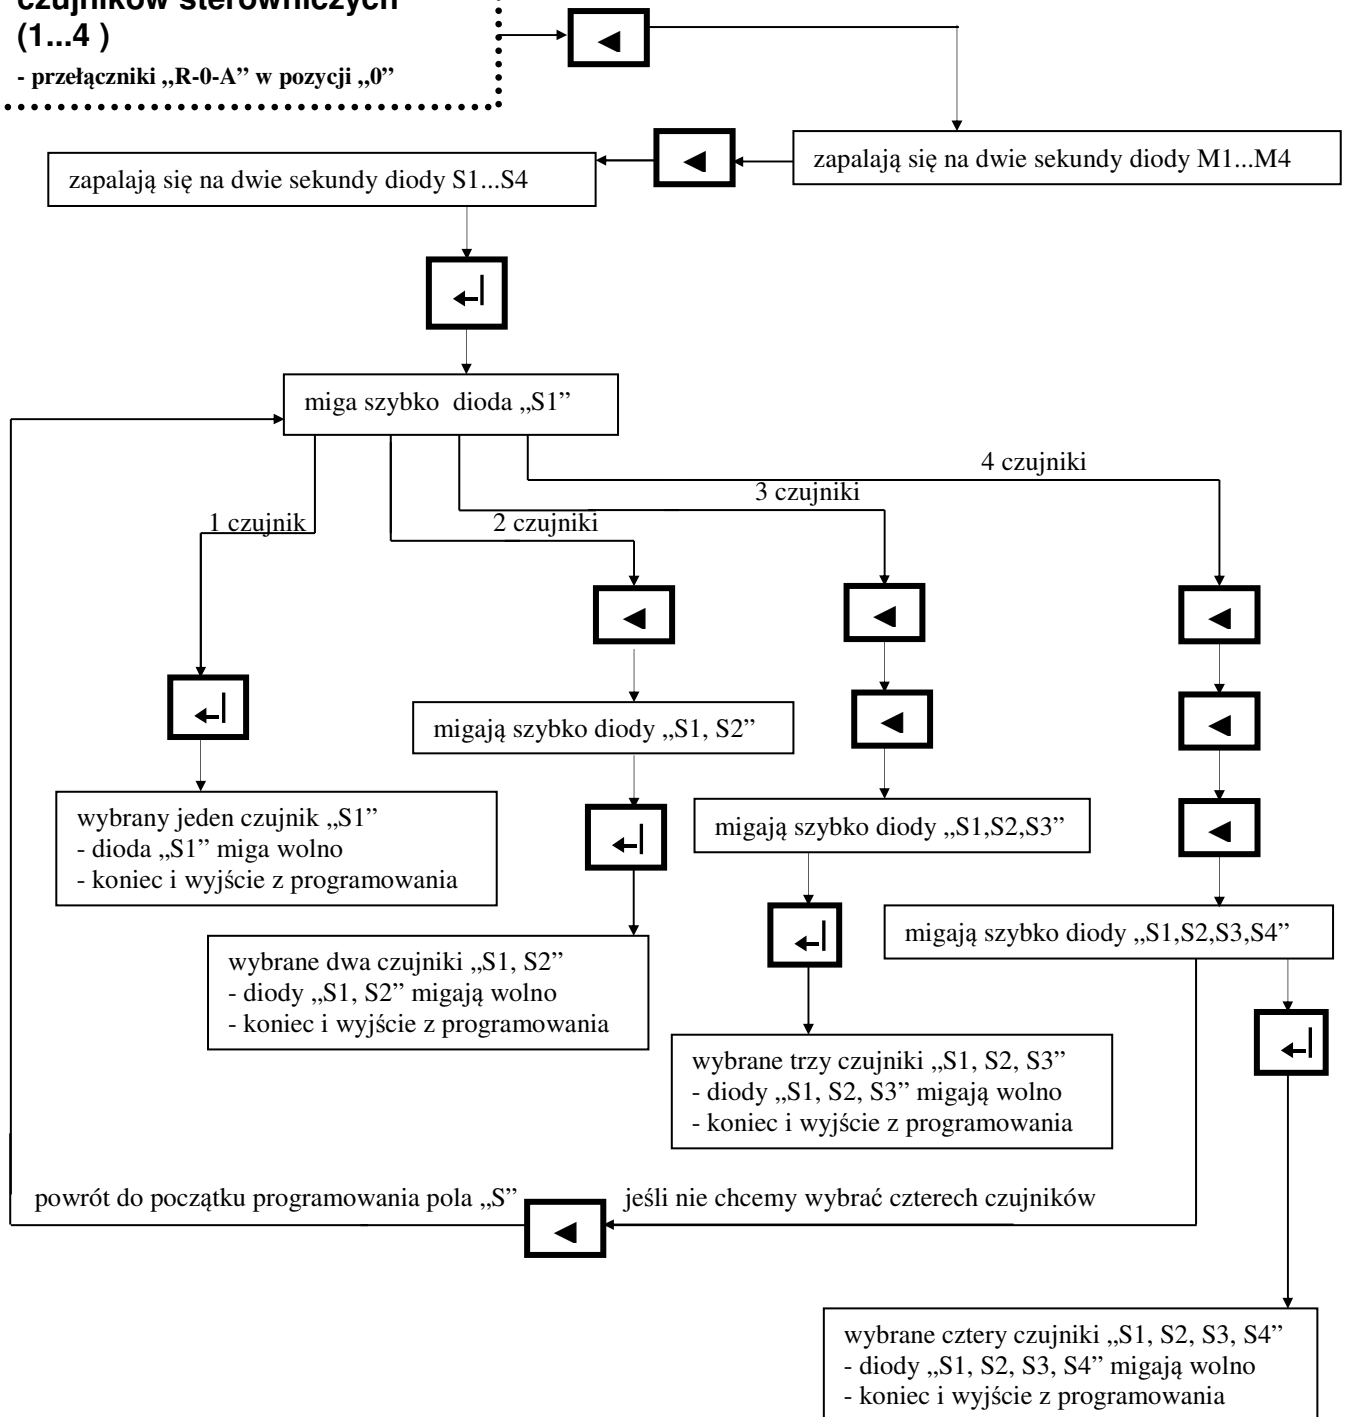 czujników sterowniczych
(1...4 )
- przełączniki „R-0-A” w pozycji „0”
zapalają się na dwie sekundy diody M1...M4
zapalają się na dwie sekundy diody S1...S4
miga szybko dioda „S1”
4 czujniki
3 czujniki
1 czujnik
2 czujniki
migają szybko diody „S1, S2”
wybrany jeden czujnik „S1”
- dioda „S1” miga wolno
- koniec i wyjście z programowania
migają szybko diody „S1,S2,S3”
migają szybko diody „S1,S2,S3,S4”
wybrane dwa czujniki „S1, S2”
- diody „S1, S2” migają wolno
- koniec i wyjście z programowania
wybrane trzy czujniki „S1, S2, S3”
- diody „S1, S2, S3” migają wolno
- koniec i wyjście z programowania
powrót do początku programowania pola „S”
jeśli nie chcemy wybrać czterech czujników
wybrane cztery czujniki „S1, S2, S3, S4”
- diody „S1, S2, S3, S4” migają wolno
- koniec i wyjście z programowania